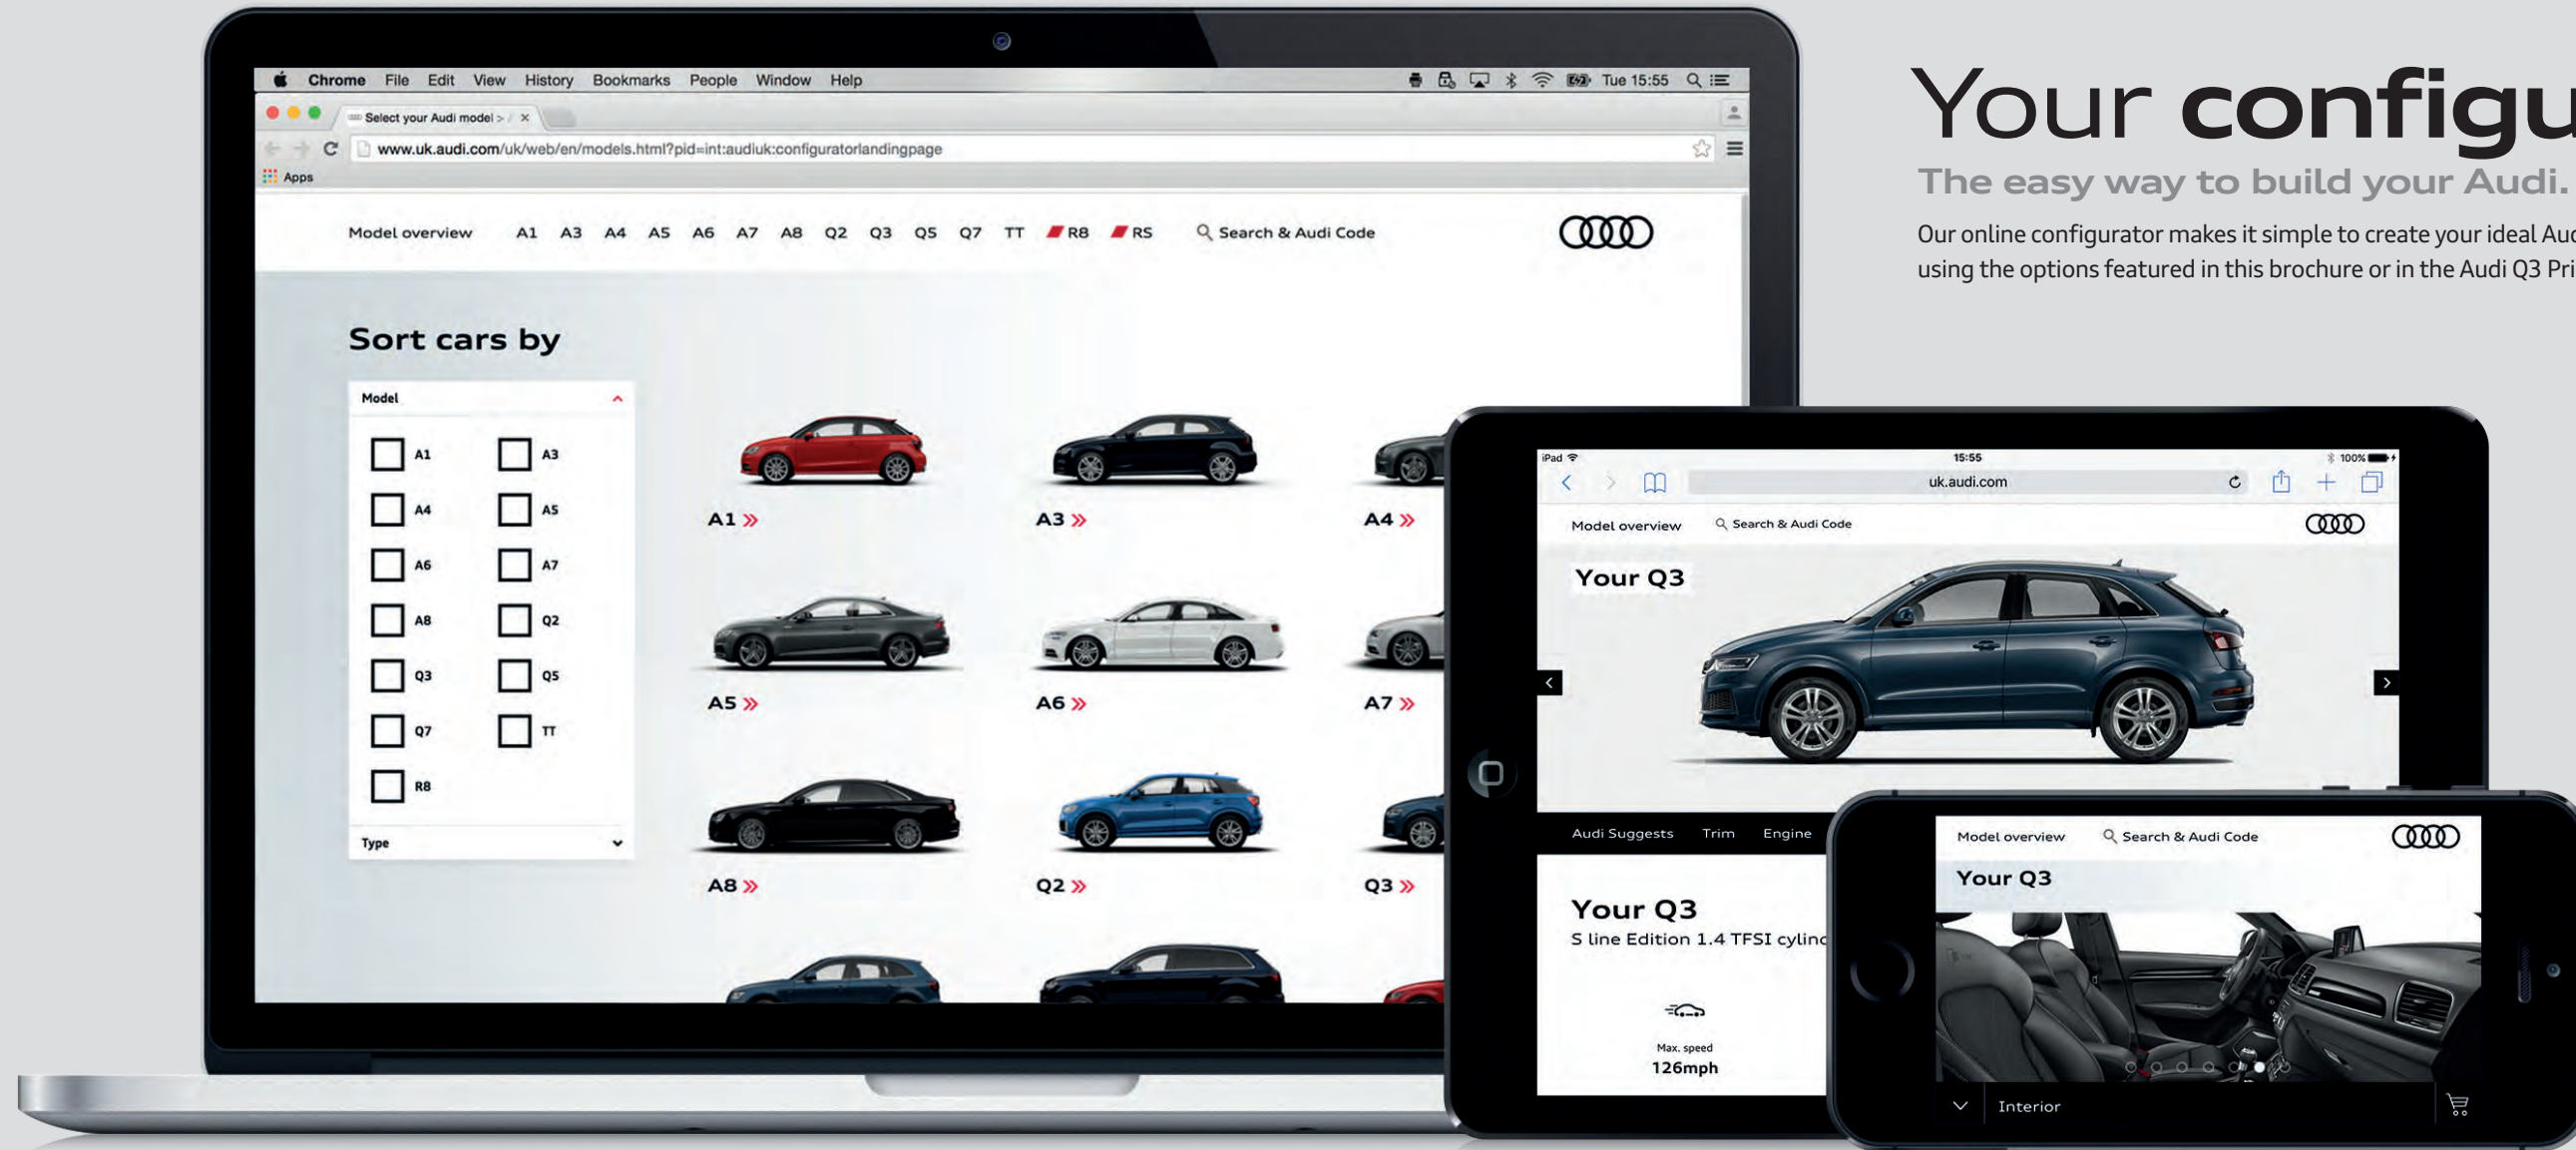 Chrome File Edit View History Bookmarks People Window Help Tue 15:55
Select your Audi model >
www.uk.audi.com/uk/web/en/models.html?pid=int:audiuk:configuratorlandingpage
Apps
Model overview A1 A3 A4 A5 A6 A7 A8 Q2 Q3 Q5 Q7 TT R8 RS Search & Audi Code
Sort cars by
Model
A1 A3
A4 A5
A6 A7
A8 Q2
Q3 Q5
Q7 TT
R8
Type
A1 A3 A4
A5 A6 A7
A8 Q2 Q3
Your configu
The easy way to build your Audi.
Our online configurator makes it simple to create your ideal Aud
using the options featured in this brochure or in the Audi Q3 Pri
iPad 15:55 100%
uk.audi.com
Model overview Search & Audi Code
Your Q3
Audi Suggests Trim Engine
Your Q3
S line Edition 1.4 TFSI cylind
Max. speed
126mph
Model overview Search & Audi Code
Your Q3
Interior